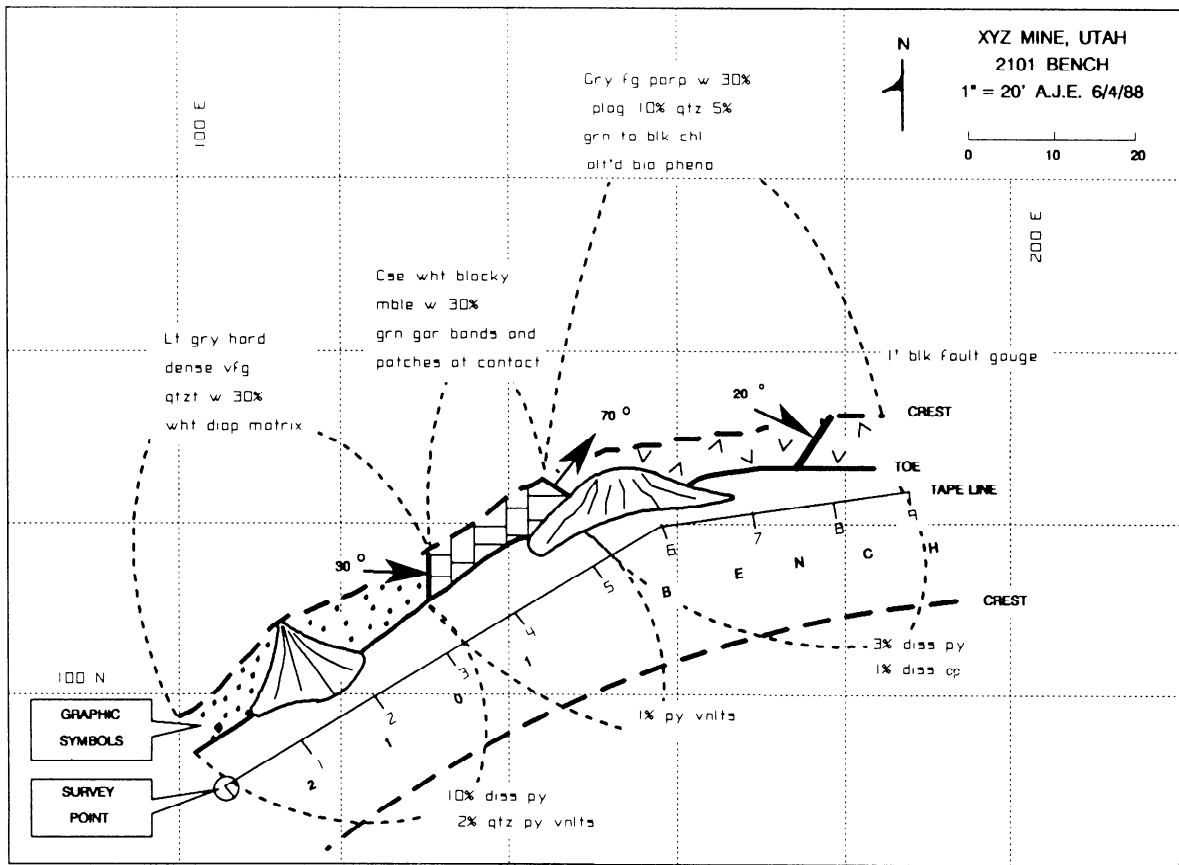 XYZ MINE, UTAH
2101 BENCH
1" = 20' A.J.E. 6/4/88
N
0 10 20
100 E
200 E
Gry fg porp w 30%
plag 10% qtz 5%
grn to blk chl
alt'd bio pheno
Cse wht blocky
mble w 30%
grn gar bands and
patches at contact
Lt gry hard
dense vfg
qtzt w 30%
wht diop matrix
1' blk fault gauge
20 °
70 °
30 °
CREST
TOE
TAPE LINE
1 2 3 4 5 6 7 8 9
2 1 0 1 B E N C H
CREST
100 N
GRAPHIC
SYMBOLS
SURVEY
POINT
3% diss py
1% diss cp
1% py vnlts
10% diss py
2% qtz py vnlts